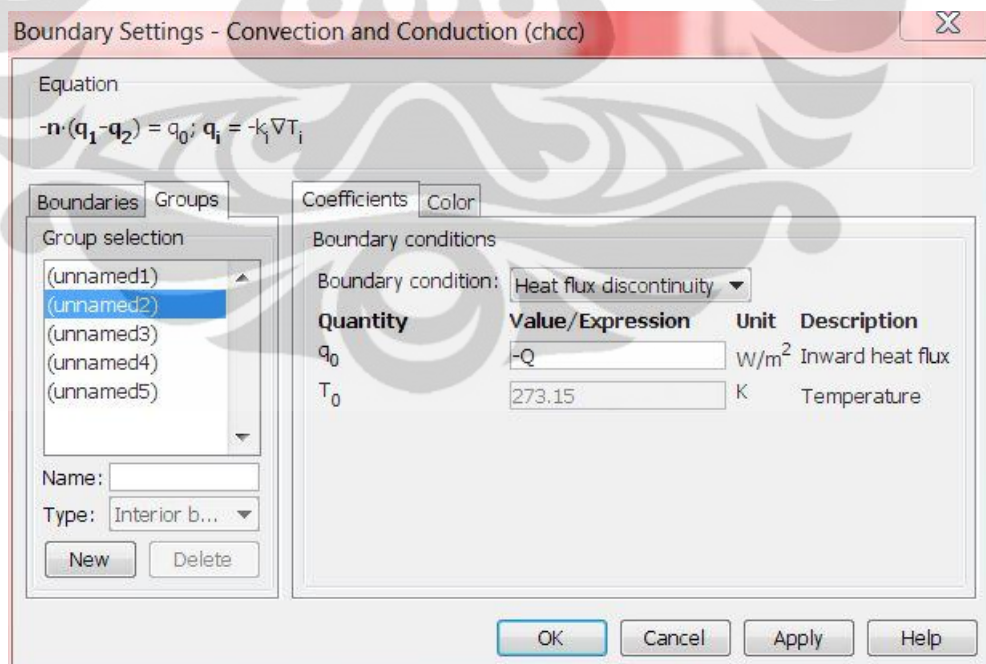 Boundary Settings - Convection and Conduction (chcc)
Equation
-n·(q₁-q₂) = q₀; qᵢ = -kᵢ∇Tᵢ
Boundaries Groups
Group selection
(unnamed1)
(unnamed2)
(unnamed3)
(unnamed4)
(unnamed5)
Name:
Type: Interior b...
New Delete
Coefficients Color
Boundary conditions
Boundary condition: Heat flux discontinuity
Quantity Value/Expression Unit Description
q₀ -Q W/m² Inward heat flux
T₀ 273.15 K Temperature
OK Cancel Apply Help